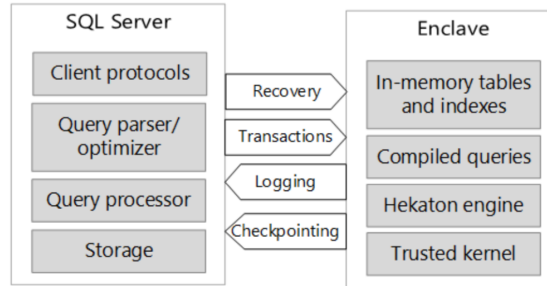 SQL Server
Client protocols
Query parser/
optimizer
Query processor
Storage
Recovery
Transactions
Logging
Checkpointing
Enclave
In-memory tables
and indexes
Compiled queries
Hekaton engine
Trusted kernel